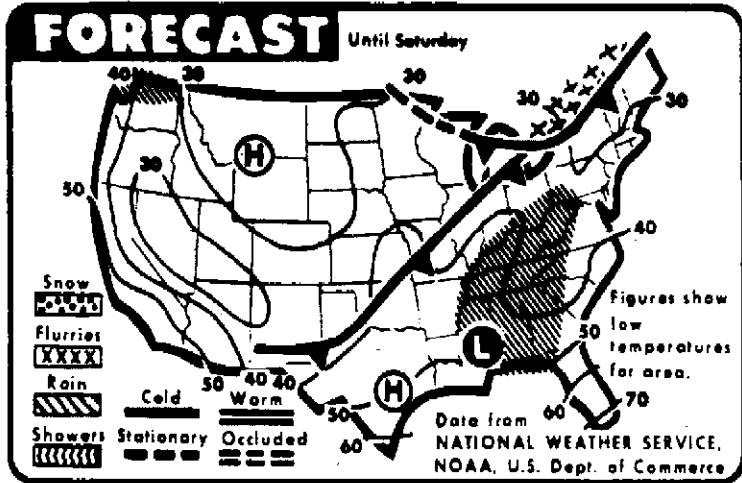 FORECAST
Until Saturday
40 30 30 30 30
30
H
50
40
Snow
Flurries
XXXX
Rain
Showers
Cold Warm
Stationary Occluded
50 40 40
50
60
H
L
Figures show
low
temperatures
for area.
50
60
70
Data from
NATIONAL WEATHER SERVICE,
NOAA, U.S. Dept. of Commerce